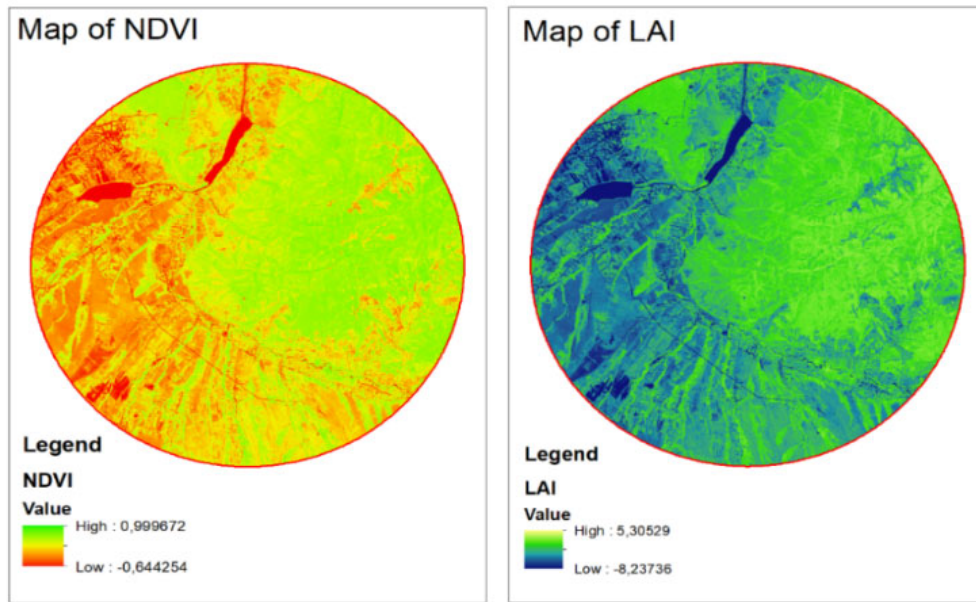 Map of NDVI
Legend
NDVI
Value
High : 0,999672
Low : -0,644254
Map of LAI
Legend
LAI
Value
High : 5,30529
Low : -8,23736